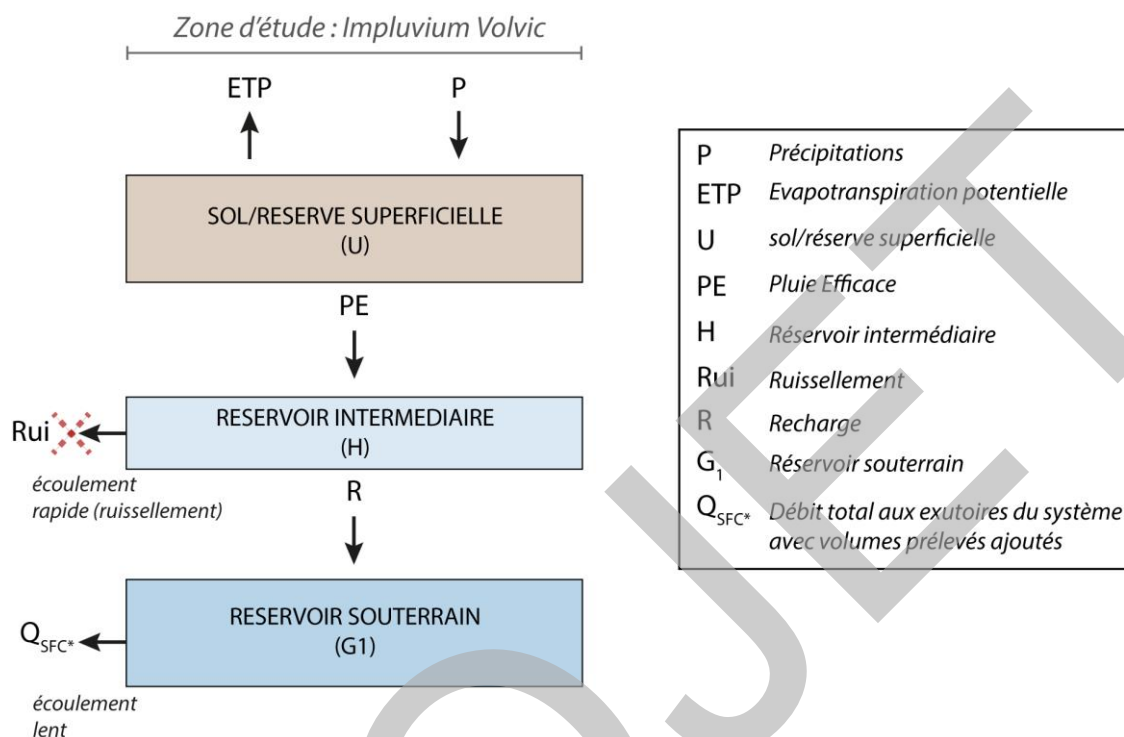 Zone d'étude : Impluvium Volvic
ETP
P
SOL/RESERVE SUPERFICIELLE
(U)
PE
RESERVOIR INTERMEDIAIRE
(H)
Rui
écoulement
rapide (ruissellement)
R
RESERVOIR SOUTERRAIN
(G1)
QSFC*
écoulement
lent
P Précipitations
ETP Evapotranspiration potentielle
U sol/réserve superficielle
PE Pluie Efficace
H Réservoir intermédiaire
Rui Ruissellement
R Recharge
G1 Réservoir souterrain
QSFC* Débit total aux exutoires du système
avec volumes prélevés ajoutés
OJET